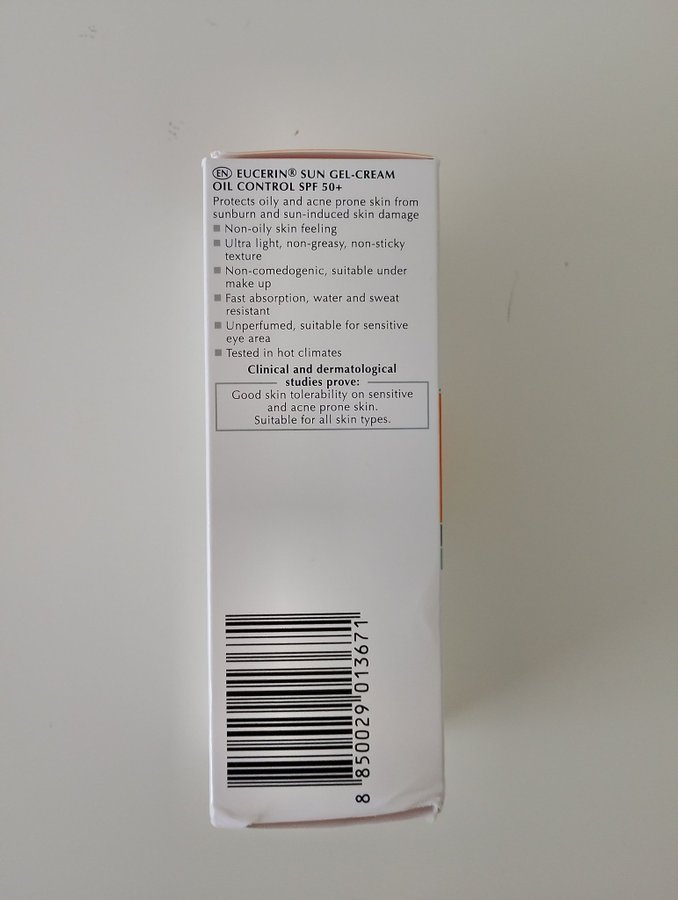 EN EUCERIN® SUN GEL-CREAM
OIL CONTROL SPF 50+
Protects oily and acne prone skin from
sunburn and sun-induced skin damage
■ Non-oily skin feeling
■ Ultra light, non-greasy, non-sticky
texture
■ Non-comedogenic, suitable under
make up
■ Fast absorption, water and sweat
resistant
■ Unperfumed, suitable for sensitive
eye area
■ Tested in hot climates
Clinical and dermatological
studies prove:
Good skin tolerability on sensitive
and acne prone skin.
Suitable for all skin types.
8 850029 013671